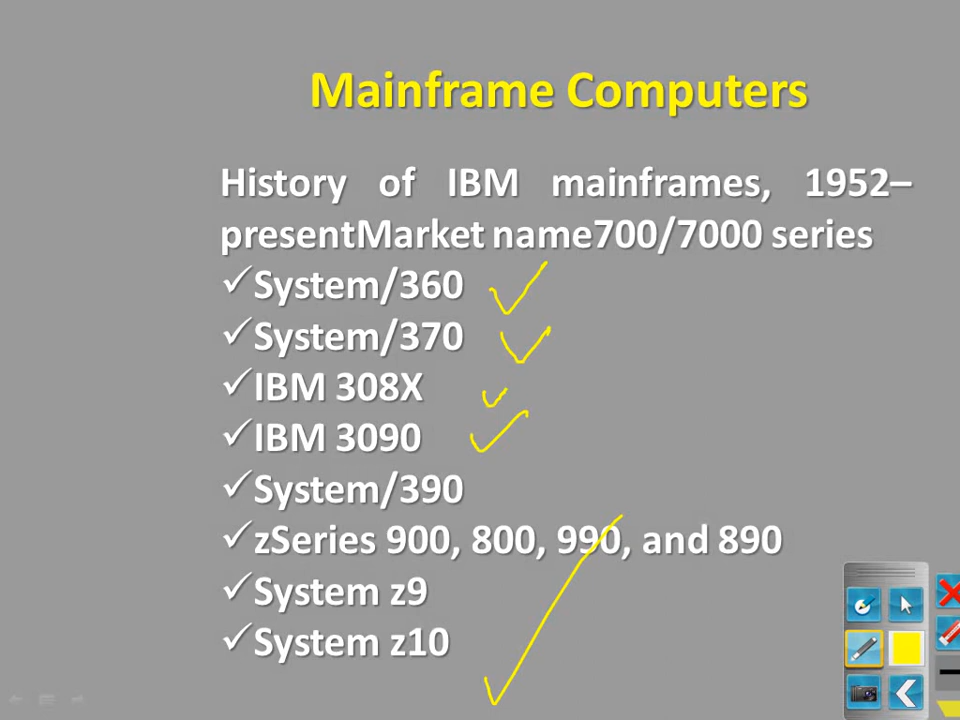 Mainframe Computers
History of IBM mainframes, 1952–
presentMarket name700/7000 series
✓System/360
✓System/370
✓IBM 308X
✓IBM 3090
✓System/390
✓zSeries 900, 800, 990, and 890
✓System z9
✓System z10